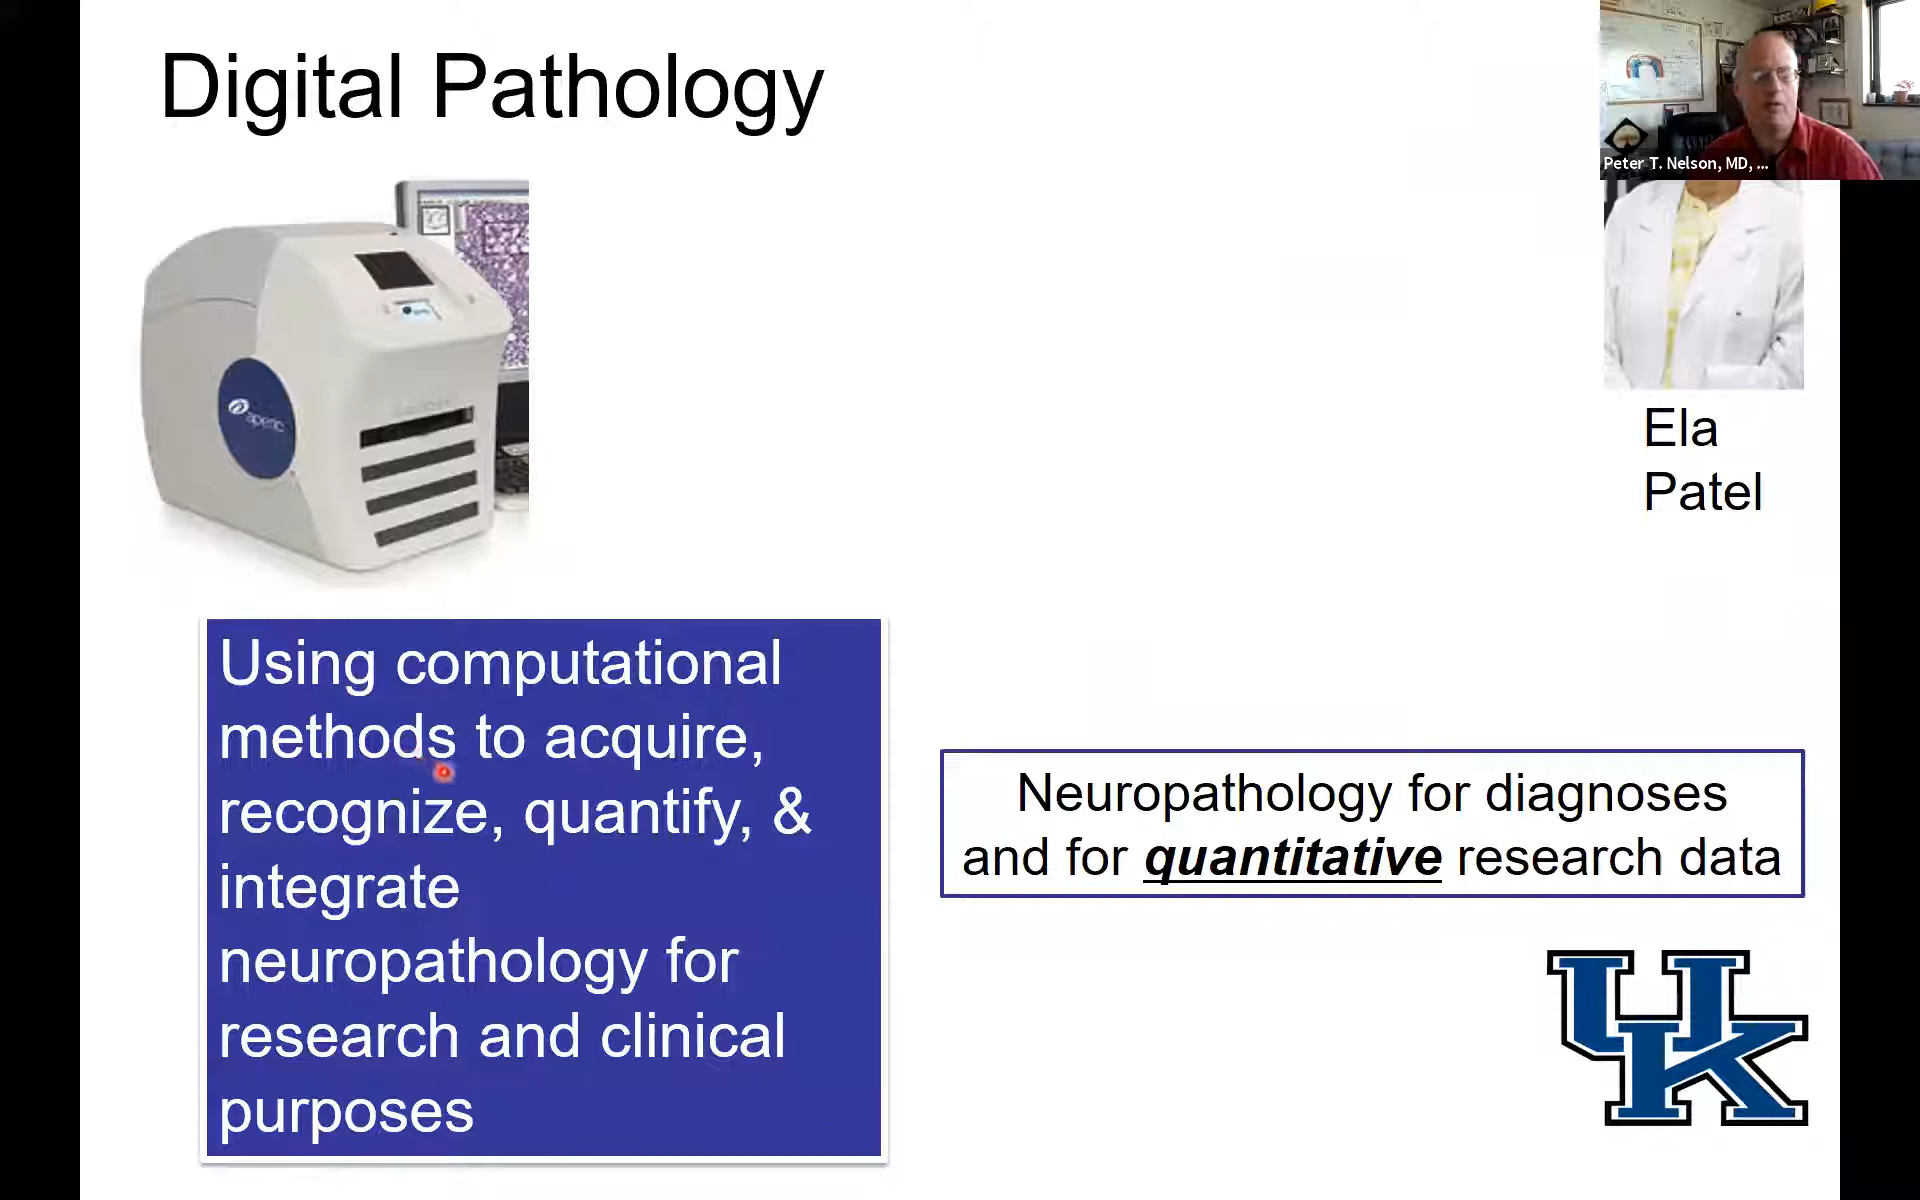 Digital Pathology
Peter T. Nelson, MD, ...
aperio
Ela
Patel
Using computational
methods to acquire,
recognize, quantify, &
integrate
neuropathology for
research and clinical
purposes
Neuropathology for diagnoses
and for quantitative research data
UK